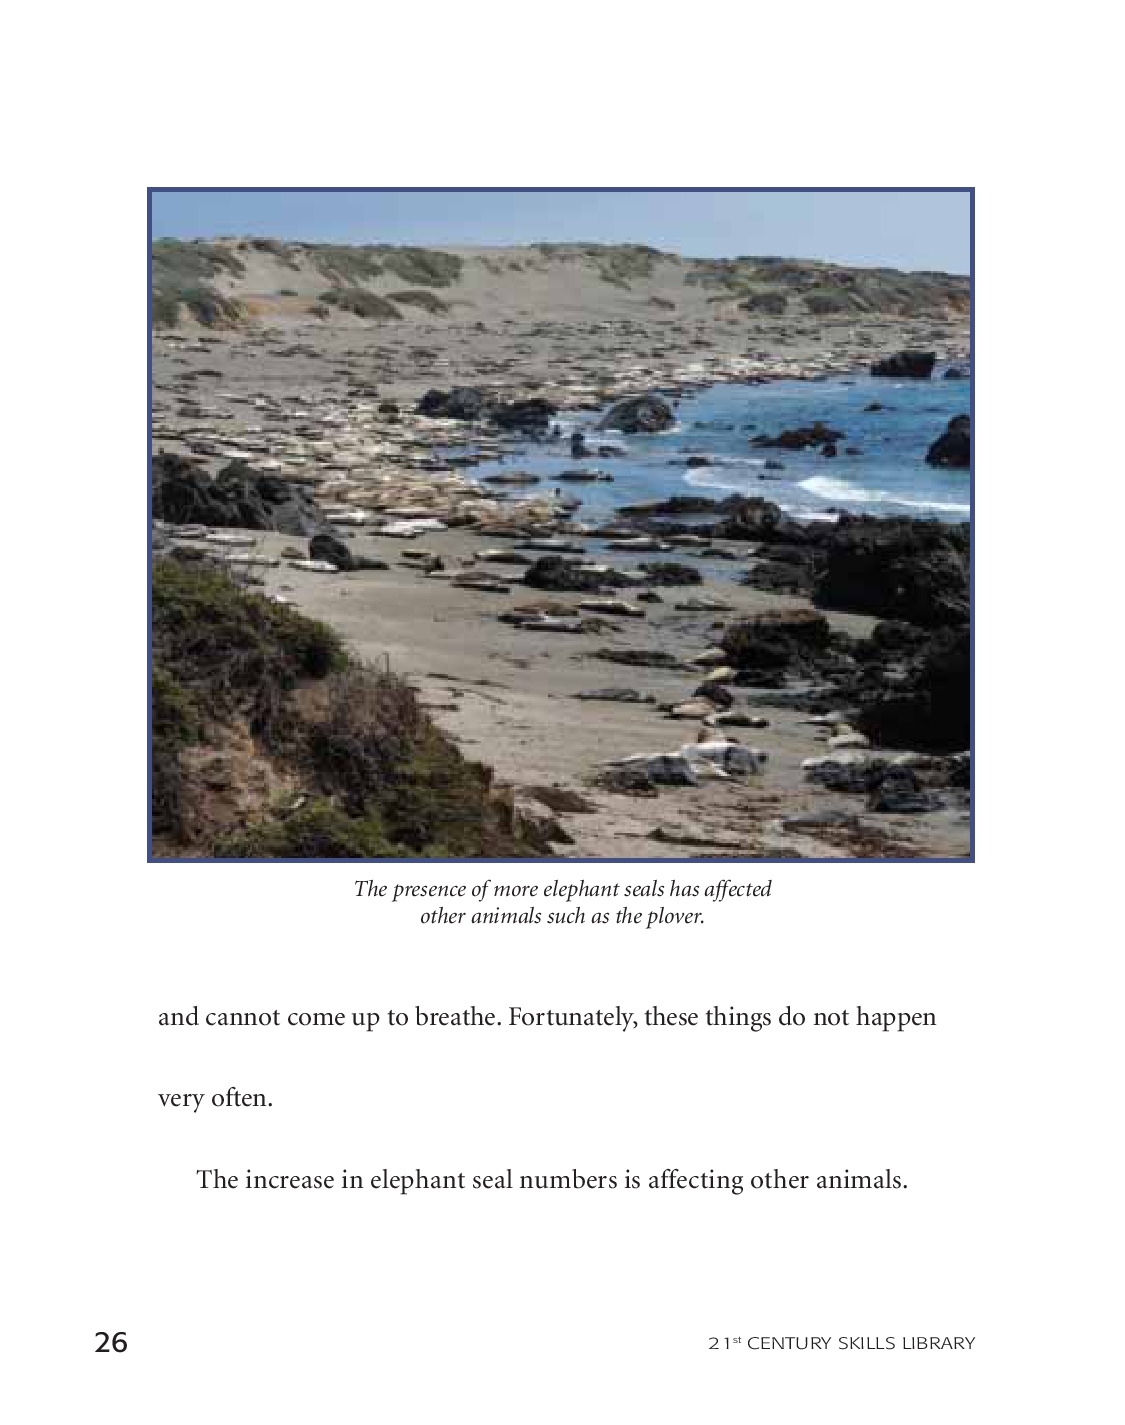 The presence of more elephant seals has affected
other animals such as the plover.
and cannot come up to breathe. Fortunately, these things do not happen
very often.
The increase in elephant seal numbers is affecting other animals.
26
21st CENTURY SKILLS LIBRARY